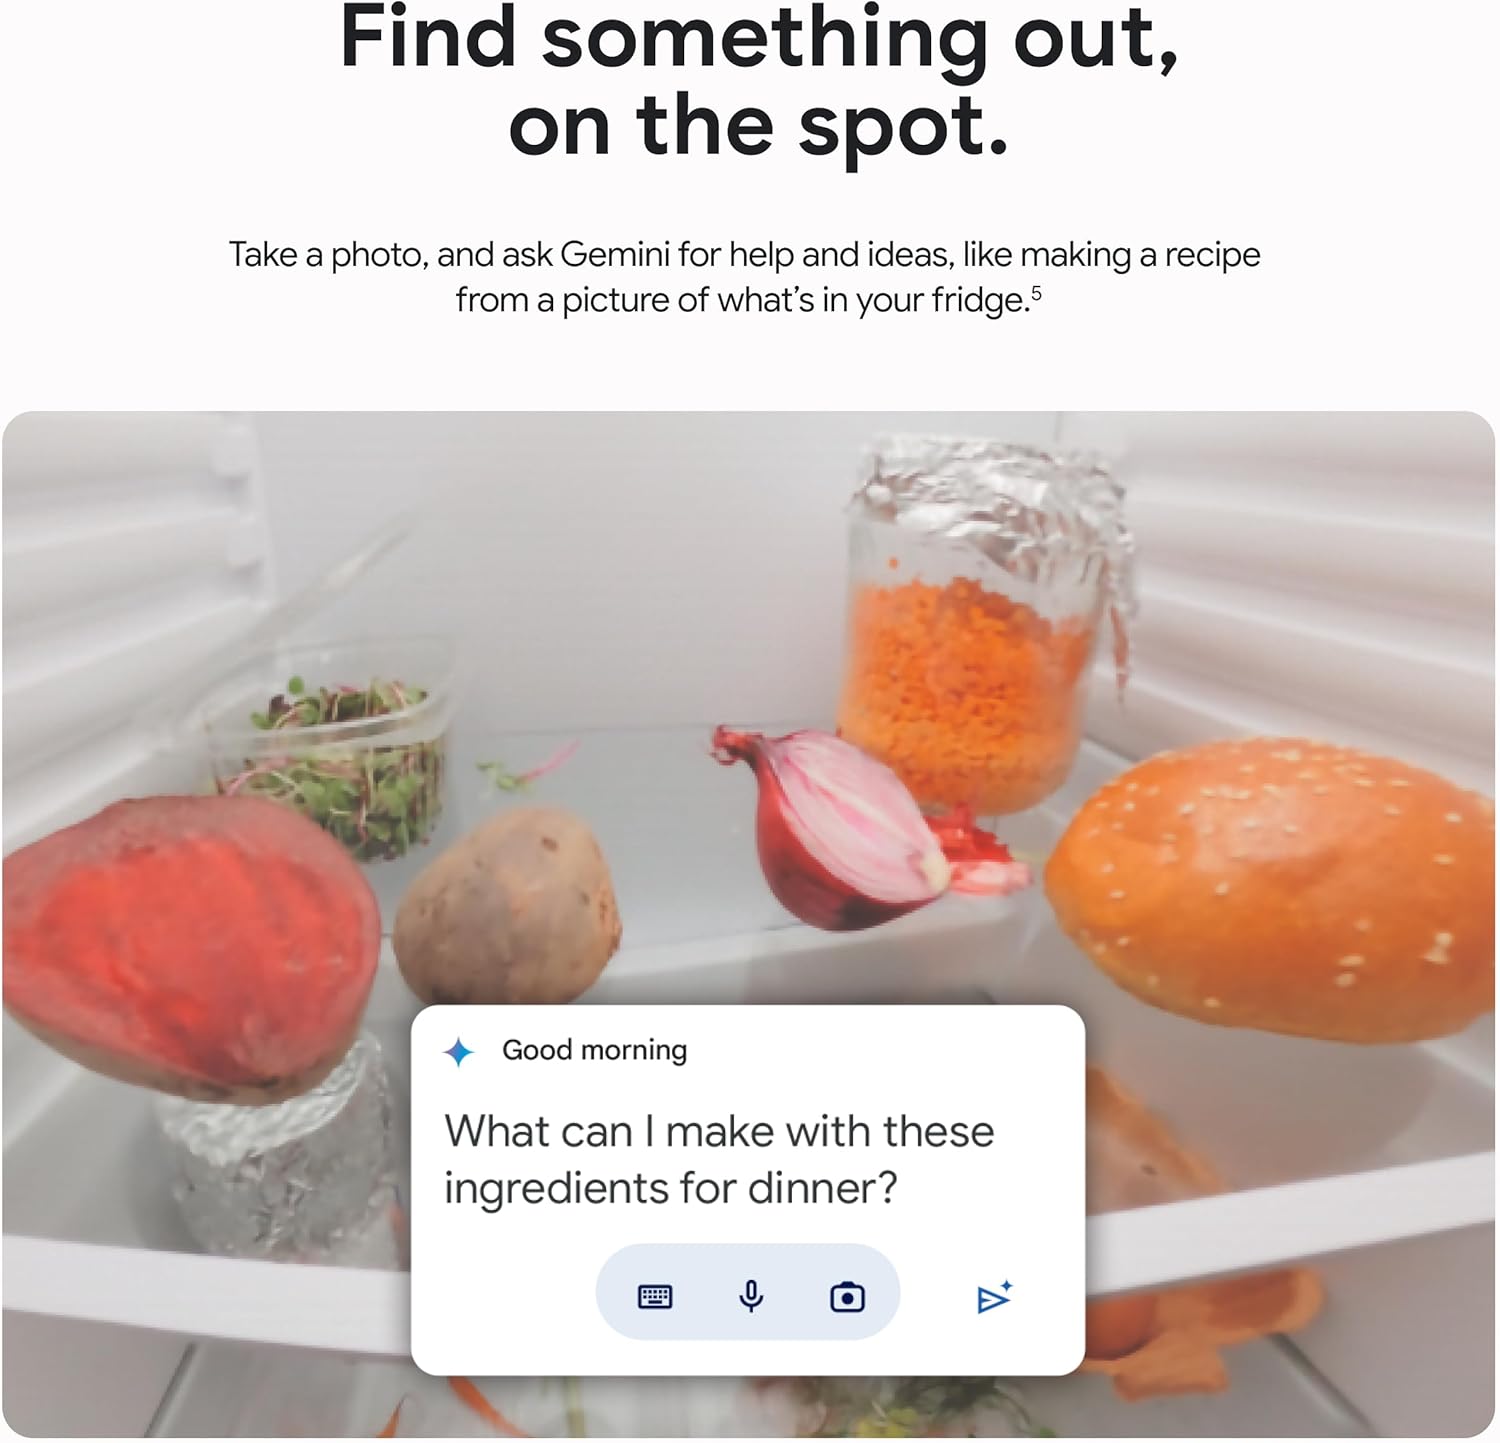 Find something out,
on the spot.
Take a photo, and ask Gemini for help and ideas, like making a recipe
from a picture of what’s in your fridge.⁵
Good morning
What can I make with these
ingredients for dinner?